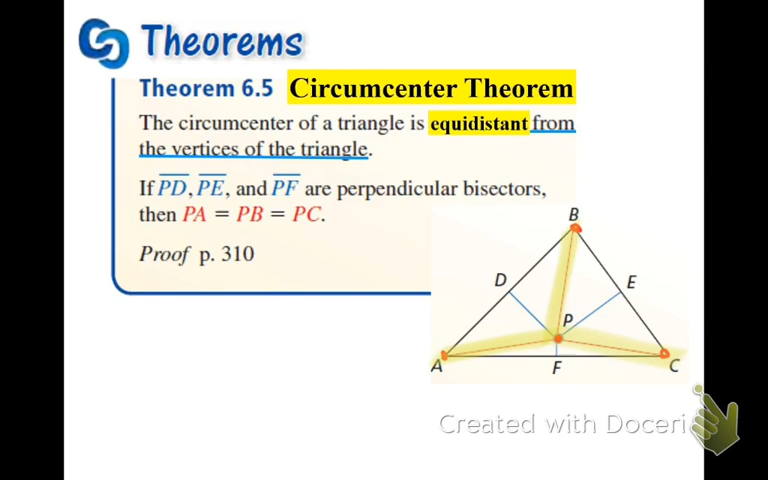 Theorems
Theorem 6.5 Circumcenter Theorem
The circumcenter of a triangle is equidistant from
the vertices of the triangle.
If PD, PE, and PF are perpendicular bisectors,
then PA = PB = PC.
Proof p. 310
B
D
E
P
A
F
C
Created with Doceri